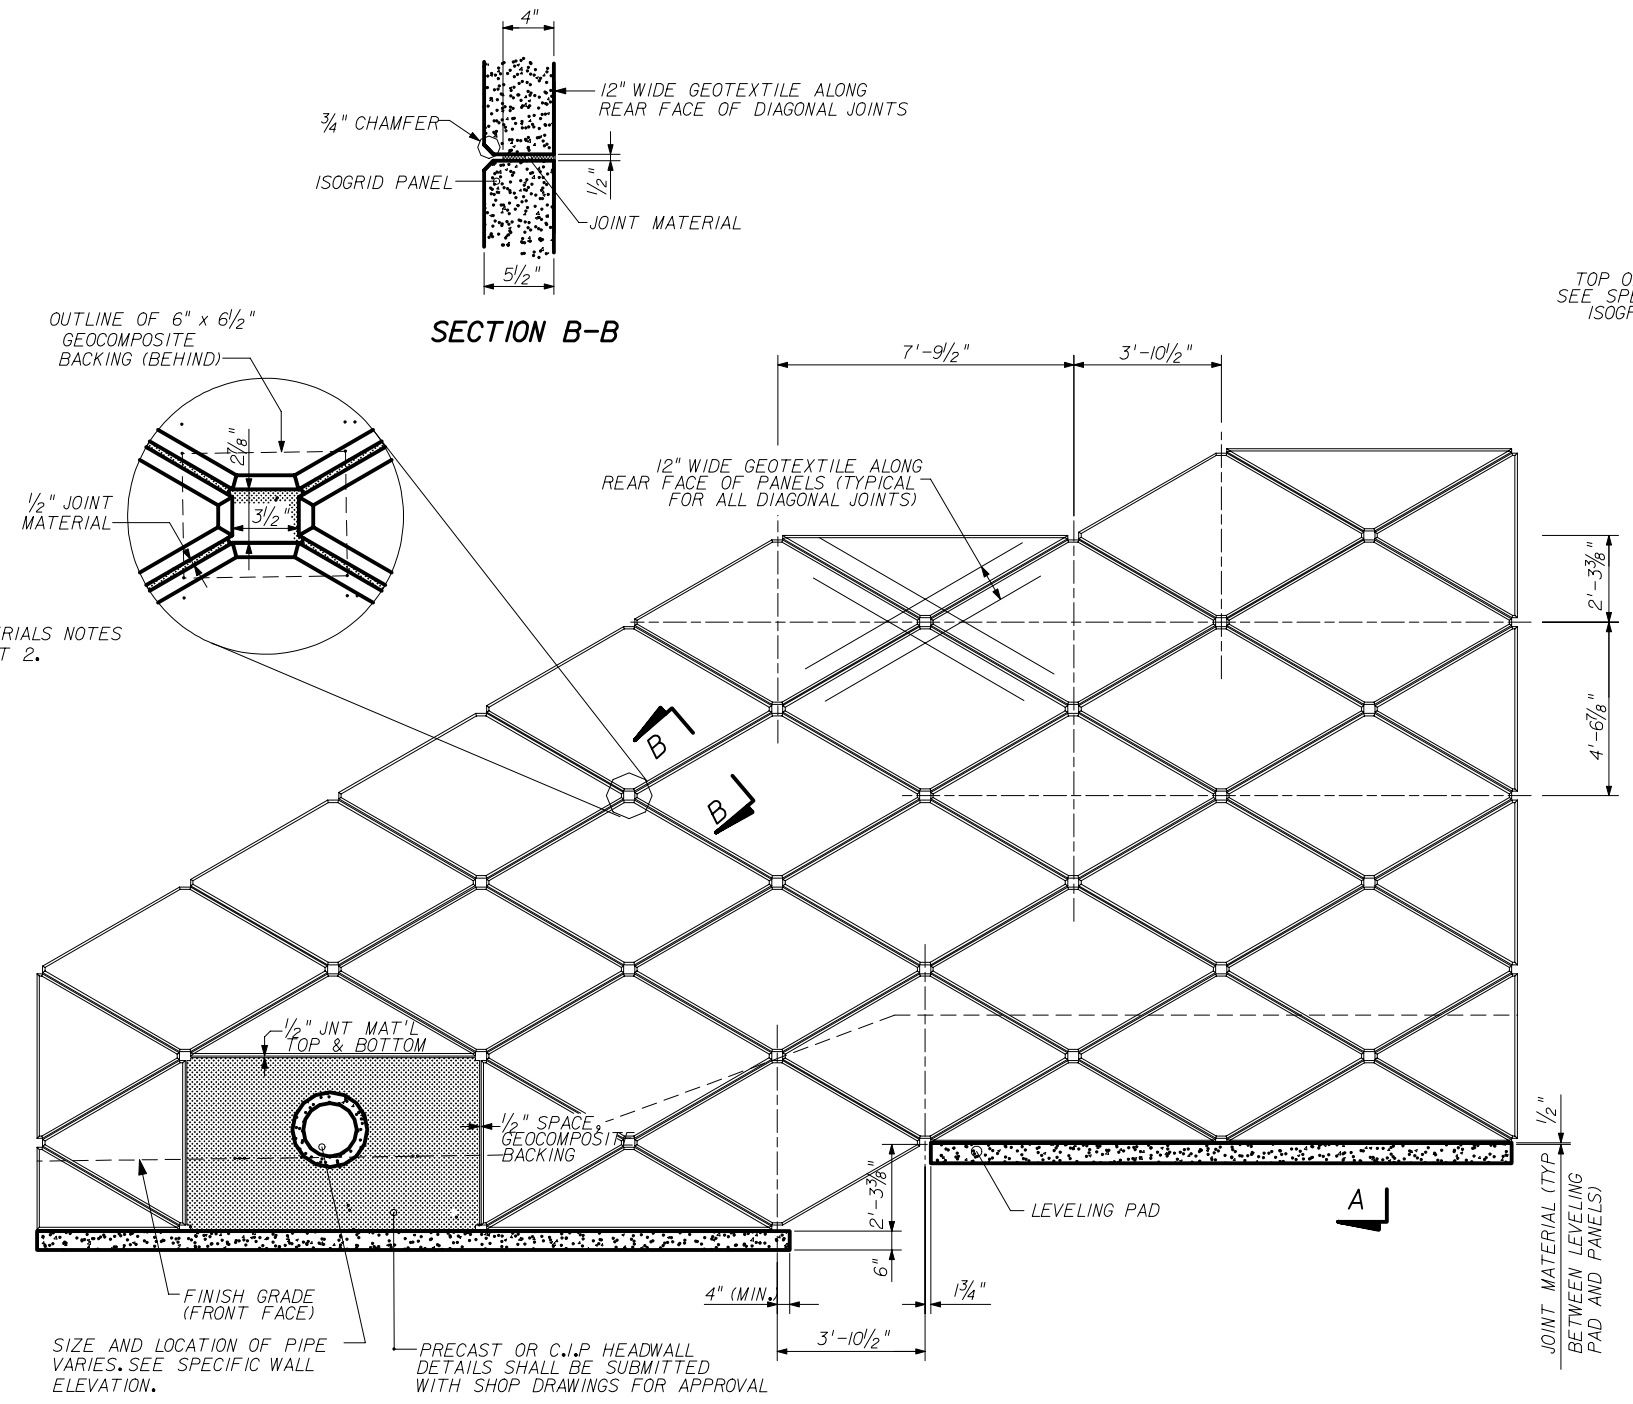 4"
12" WIDE GEOTEXTILE ALONG
REAR FACE OF DIAGONAL JOINTS
3/4" CHAMFER
ISOGRID PANEL
1/2"
JOINT MATERIAL
5 1/2"
SECTION B-B
OUTLINE OF 6" x 6 1/2"
GEOCOMPOSITE
BACKING (BEHIND)
2 7/8"
3 1/2"
1/2" JOINT
MATERIAL
ERIALS NOTES
T 2.
TOP O
SEE SPE
ISOGR
7'-9 1/2"
3'-10 1/2"
12" WIDE GEOTEXTILE ALONG
REAR FACE OF PANELS (TYPICAL
FOR ALL DIAGONAL JOINTS)
2'-3 3/8"
4'-6 7/8"
B
B
1/2" JNT MAT'L
TOP & BOTTOM
1/2" SPACE,
GEOCOMPOSITE
BACKING
2'-3 3/8"
6"
LEVELING PAD
A
1/2"
JOINT MATERIAL (TYP
BETWEEN LEVELING
PAD AND PANELS)
4" (MIN.)
1 3/4"
3'-10 1/2"
FINISH GRADE
(FRONT FACE)
SIZE AND LOCATION OF PIPE
VARIES. SEE SPECIFIC WALL
ELEVATION.
PRECAST OR C.I.P HEADWALL
DETAILS SHALL BE SUBMITTED
WITH SHOP DRAWINGS FOR APPROVAL